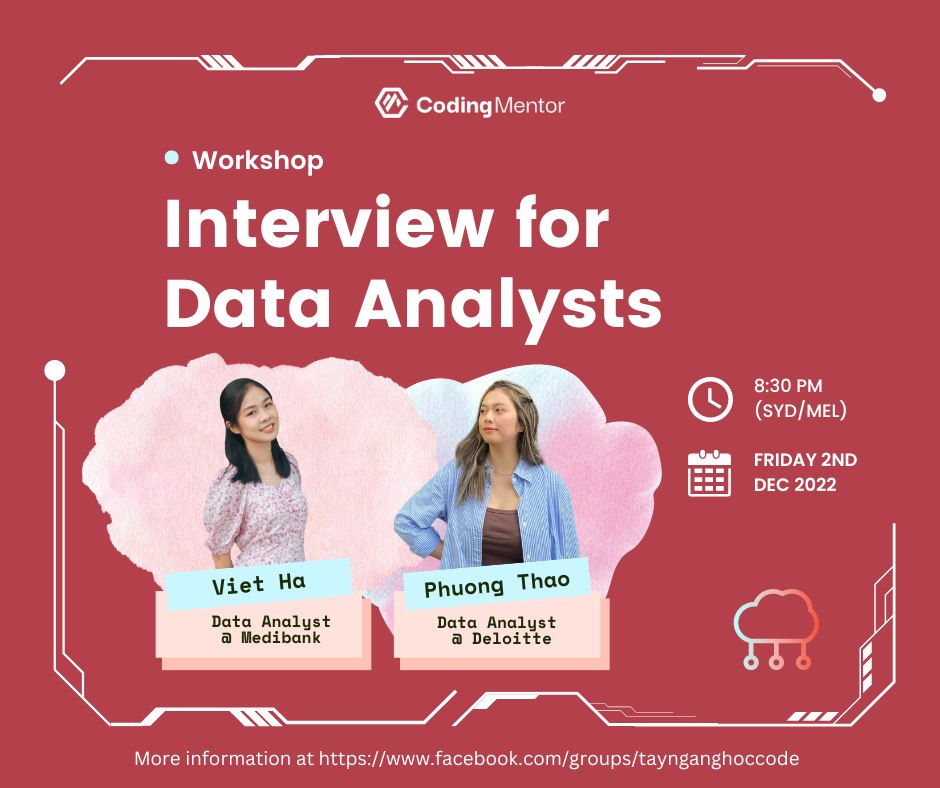 CodingMentor
Workshop
Interview for
Data Analysts
8:30 PM
(SYD/MEL)
FRIDAY 2ND
DEC 2022
Viet Ha
Data Analyst
@ Medibank
Phuong Thao
Data Analyst
@ Deloitte
More information at https://www.facebook.com/groups/taynganghoccode